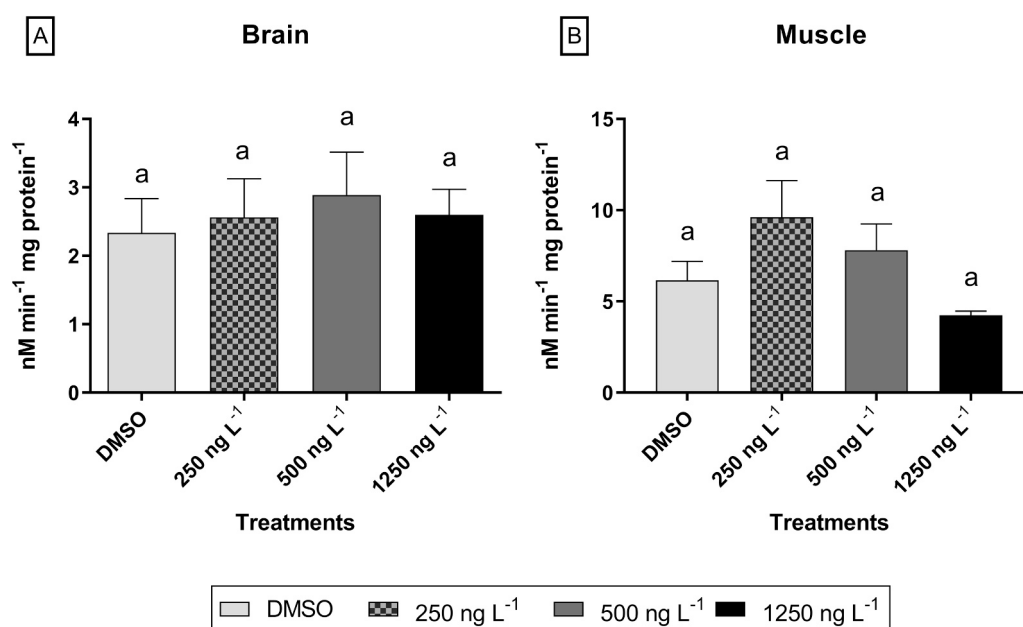 A
Brain
nM min⁻¹ mg protein⁻¹
4
3
2
1
0
a
a
a
a
DMSO
250 ng L⁻¹
500 ng L⁻¹
1250 ng L⁻¹
Treatments
B
Muscle
nM min⁻¹ mg protein⁻¹
15
10
5
0
a
a
a
a
DMSO
250 ng L⁻¹
500 ng L⁻¹
1250 ng L⁻¹
Treatments
DMSO 250 ng L⁻¹ 500 ng L⁻¹ 1250 ng L⁻¹